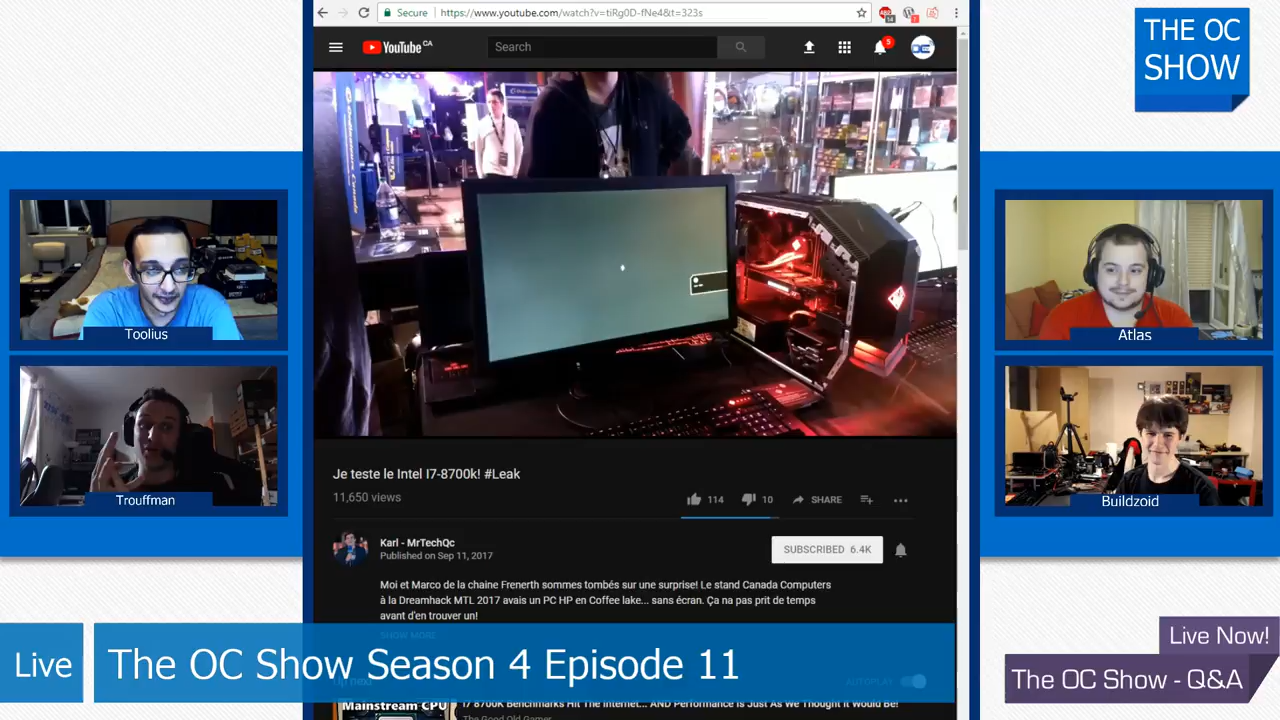 Secure
https://www.youtube.com/watch?v=tiRg0D-fNe4&t=323s
YouTube CA
Search
5
THE OC
SHOW
Toolius
Trouffman
Atlas
Buildzoid
Je teste le Intel I7-8700k! #Leak
11,650 views
114
10
SHARE
Karl - MrTechQc
Published on Sep 11, 2017
SUBSCRIBED 6.4K
Moi et Marco de la chaine Frenerth sommes tombés sur une surprise! Le stand Canada Computers
à la Dreamhack MTL 2017 avais un PC HP en Coffee lake... sans écran. Ça na pas prit de temps
avant d'en trouver un!
SHOW MORE
Live
The OC Show Season 4 Episode 11
AUTOPLAY
Mainstream CPU
I7 8700K Benchmarks Hit The Internet... AND Performance Is Just As We Thought It Would Be!
The Good Old Gamer
Live Now!
The OC Show - Q&A